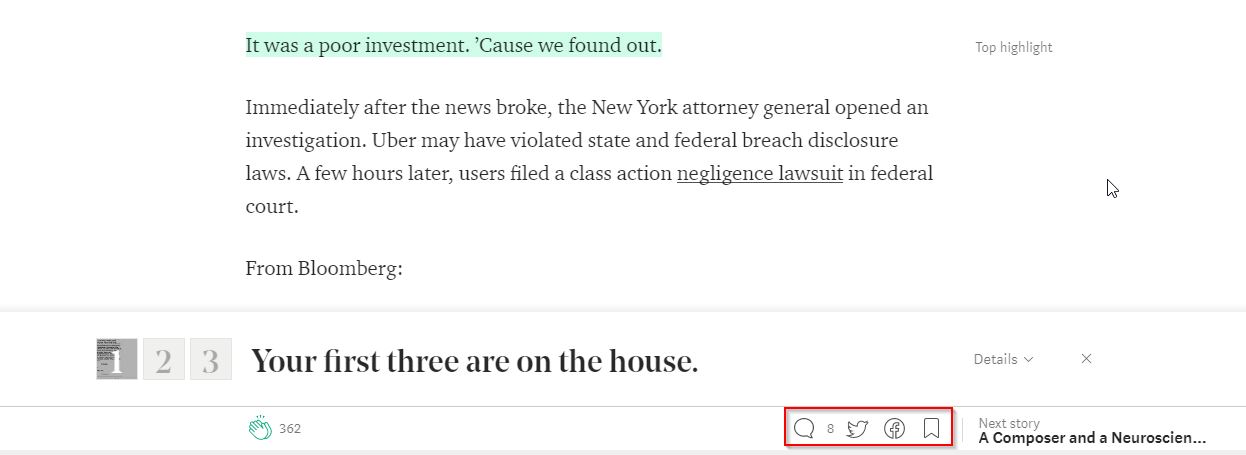 It was a poor investment. ’Cause we found out.
Top highlight
Immediately after the news broke, the New York attorney general opened an
investigation. Uber may have violated state and federal breach disclosure
laws. A few hours later, users filed a class action negligence lawsuit in federal
court.
From Bloomberg:
1 2 3 Your first three are on the house.
Details
362
8
Next story
A Composer and a Neuroscien...